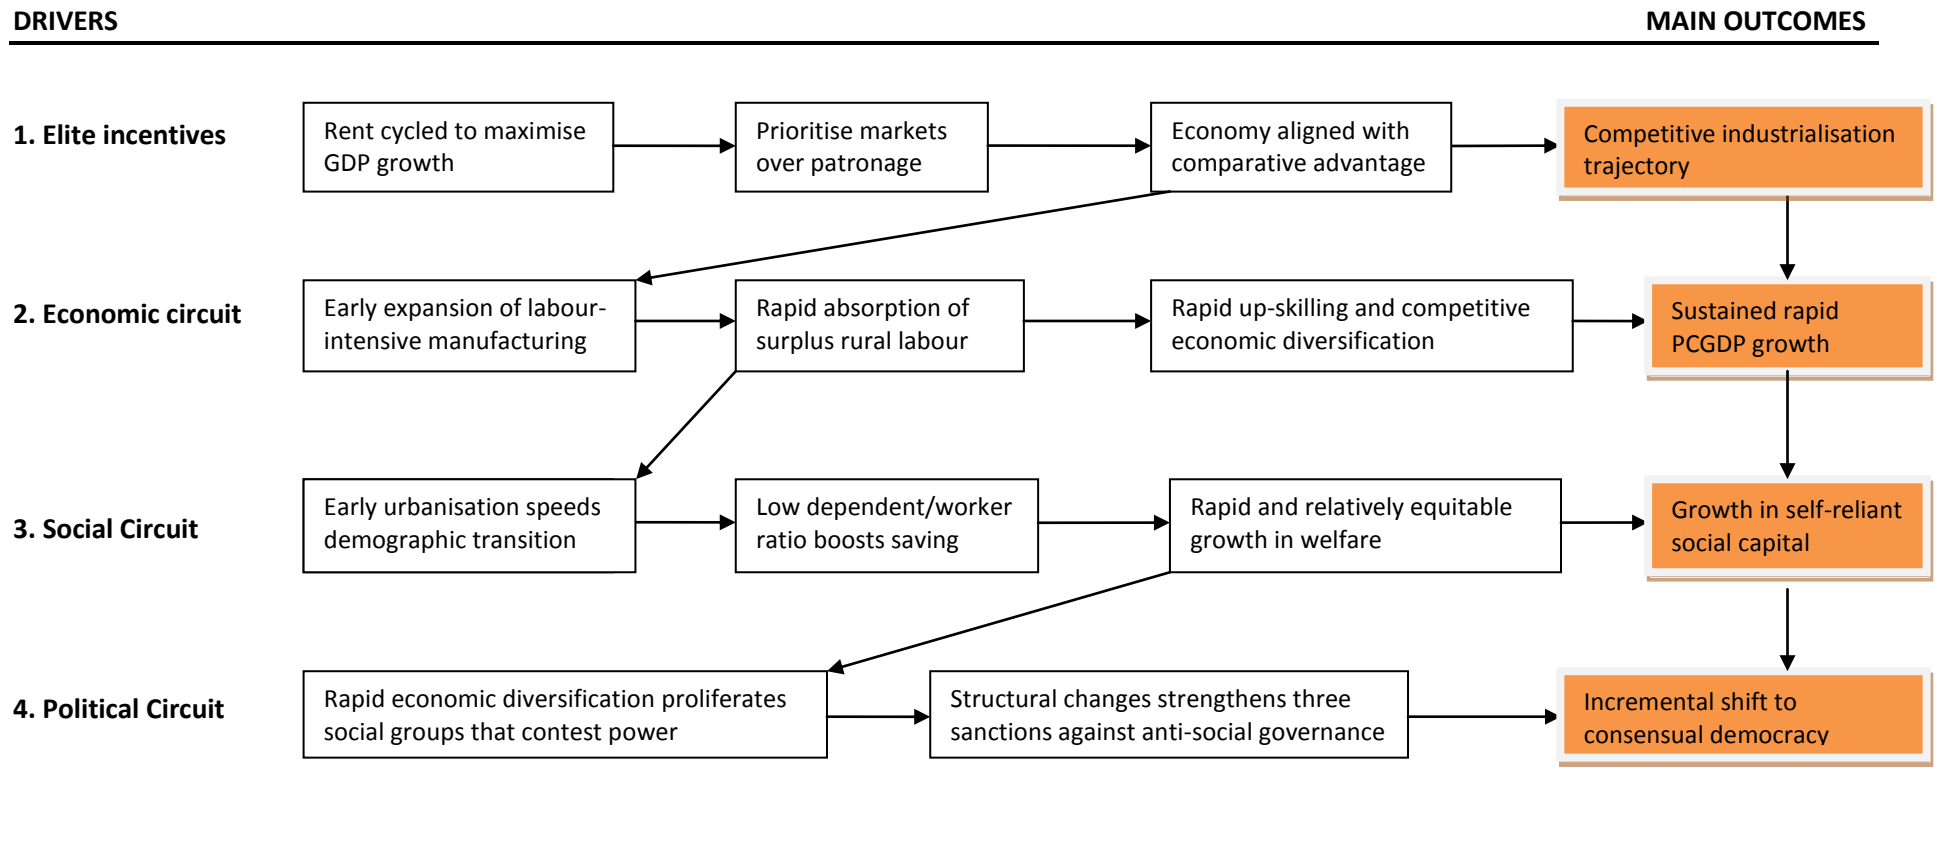 DRIVERS
MAIN OUTCOMES
1. Elite incentives
Rent cycled to maximise
GDP growth
Prioritise markets
over patronage
Economy aligned with
comparative advantage
Competitive industrialisation
trajectory
2. Economic circuit
Early expansion of labour-
intensive manufacturing
Rapid absorption of
surplus rural labour
Rapid up-skilling and competitive
economic diversification
Sustained rapid
PCGDP growth
3. Social Circuit
Early urbanisation speeds
demographic transition
Low dependent/worker
ratio boosts saving
Rapid and relatively equitable
growth in welfare
Growth in self-reliant
social capital
4. Political Circuit
Rapid economic diversification proliferates
social groups that contest power
Structural changes strengthens three
sanctions against anti-social governance
Incremental shift to
consensual democracy